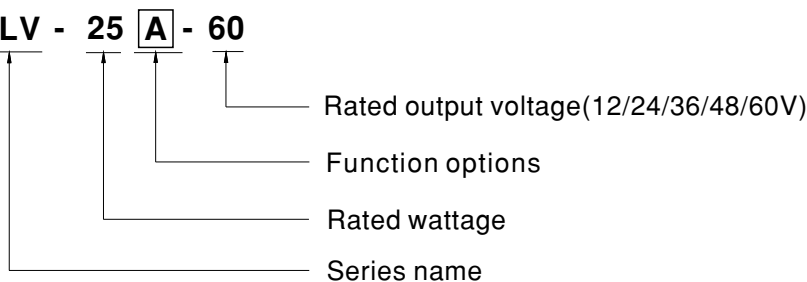 LV - 25 A - 60
Rated output voltage(12/24/36/48/60V)
Function options
Rated wattage
Series name